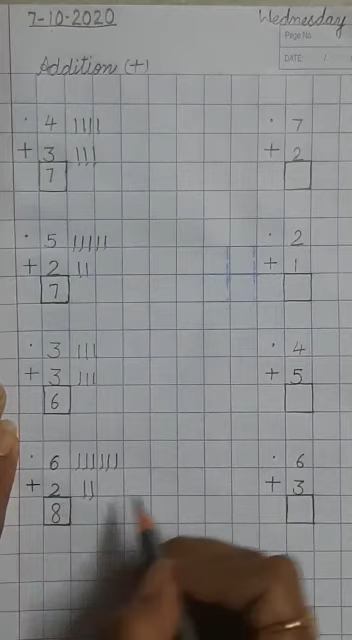 7-10-2020 Wednesday
Page No.
DATE: / /
Addition (+)
· 4 |||| · 7
+ 3 ||| + 2
7
· 5 ||||| · 2
+ 2 || + 1
7
· 3 ||| · 4
+ 3 ||| + 5
6
· 6 |||||| · 6
+ 2 || + 3
8